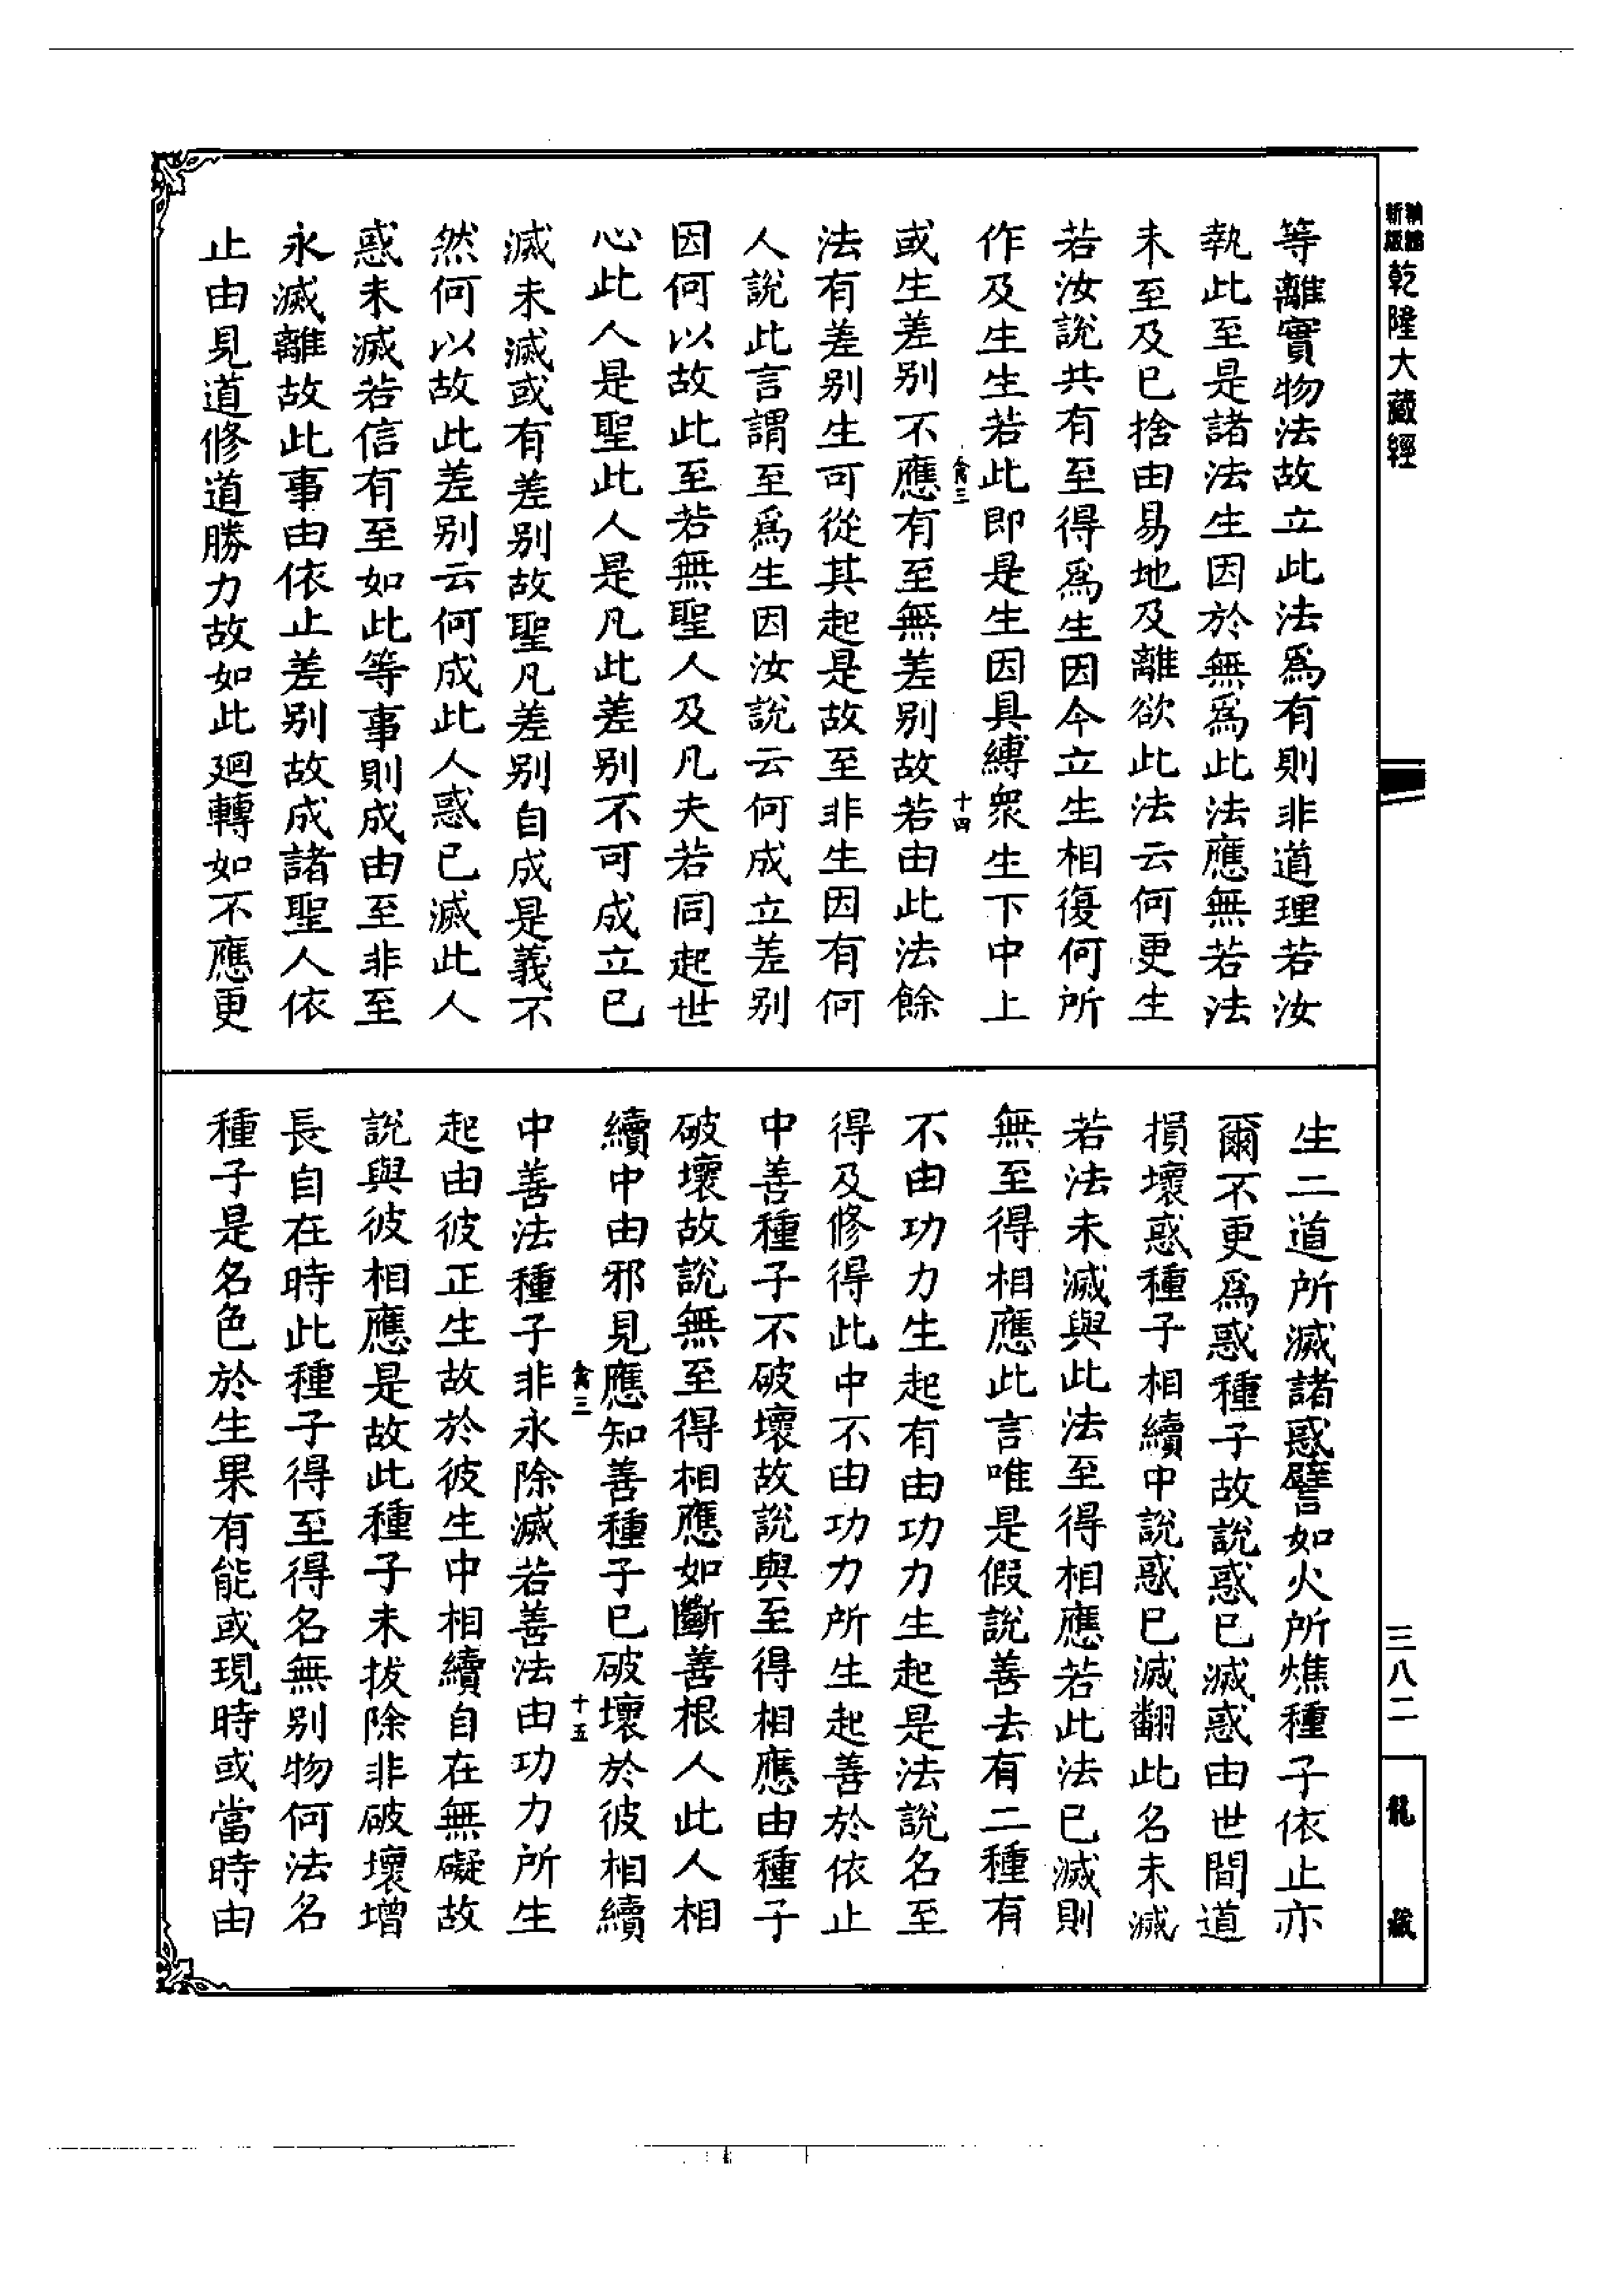 新編
縮版
乾隆大藏經
等離實物法故立此法爲有則非道理若汝
執此至是諸法生因於無爲此法應無若法
未至及已捨由易地及離欲此法云何更生
若汝說共有至得爲生因今立生相復何所
作及生生若此即是生因具縛衆生下中上
禽三
十四
或生差别不應有至無差别故若由此法餘
法有差别生可從其起是故至非生因有何
人說此言謂至爲生因汝說云何成立差别
因何以故此至若無聖人及凡夫若同起世
心此人是聖此人是凡此差别不可成立已
滅未滅或有差别故聖凡差别自成是義不
然何以故此差别云何成此人惑已滅此人
惑未滅若信有至如此等事則成由至非至
永滅離故此事由依止差别故成諸聖人依
止由見道修道勝力故如此廻轉如不應更
生二道所滅諸惑譬如火所燋種子依止亦
爾不更爲惑種子故說惑已滅惑由世間道
損壞惑種子相續中說惑已滅翻此名未滅
若法未滅與此法至得相應若此法已滅則
無至得相應此言唯是假說善去有二種有
不由功力生起有由功力生起是法說名至
得及修得此中不由功力所生起善於依止
中善種子不破壞故說與至得相應由種子
破壞故說無至得相應如斷善根人此人相
續中由邪見應知善種子已破壞於彼相續
禽三
十五
中善法種子非永除滅若善法由功力所生
起由彼正生故於彼生中相續自在無礙故
說與彼相應是故此種子未拔除非破壞增
長自在時此種子得至得名無别物何法名
種子是名色於生果有能或現時或當時由
三八二
龍藏